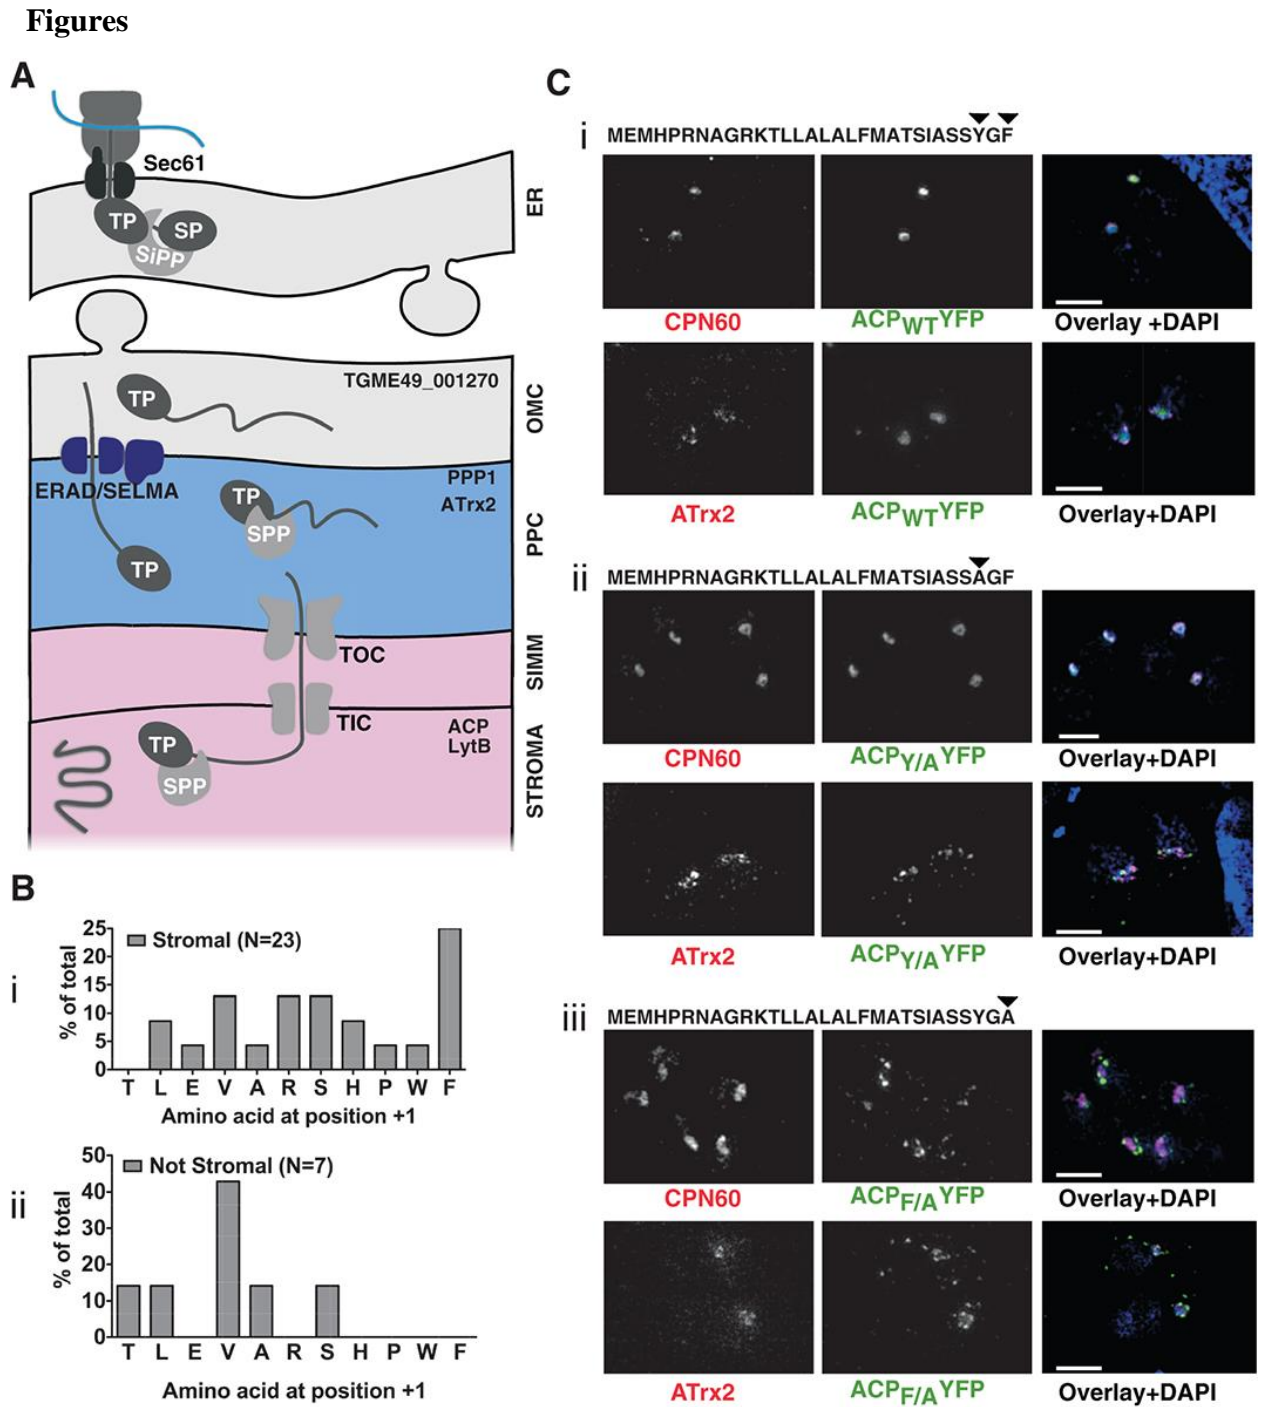 Figures
A
Sec61
TP
SP
SiPP
ER
TP
TGME49_001270
OMC
ERAD/SELMA
PPP1
ATrx2
TP
SPP
TP
PPC
TOC
SIMM
TIC
ACP
LytB
TP
SPP
STROMA
B
i
Stromal (N=23)
% of total
25
20
15
10
5
0
T L E V A R S H P W F
Amino acid at position +1
ii
Not Stromal (N=7)
% of total
50
40
30
20
10
0
T L E V A R S H P W F
Amino acid at position +1
C
i
MEMHPRNAGRKTLLALALFMATSIASSYGF
CPN60 ACPWTYFP Overlay +DAPI
ATrx2 ACPWTYFP Overlay+DAPI
ii
MEMHPRNAGRKTLLALALFMATSIASSAGF
CPN60 ACPY/AYFP Overlay+DAPI
ATrx2 ACPY/AYFP Overlay+DAPI
iii
MEMHPRNAGRKTLLALALFMATSIASSYGA
CPN60 ACPF/AYFP Overlay+DAPI
ATrx2 ACPF/AYFP Overlay+DAPI